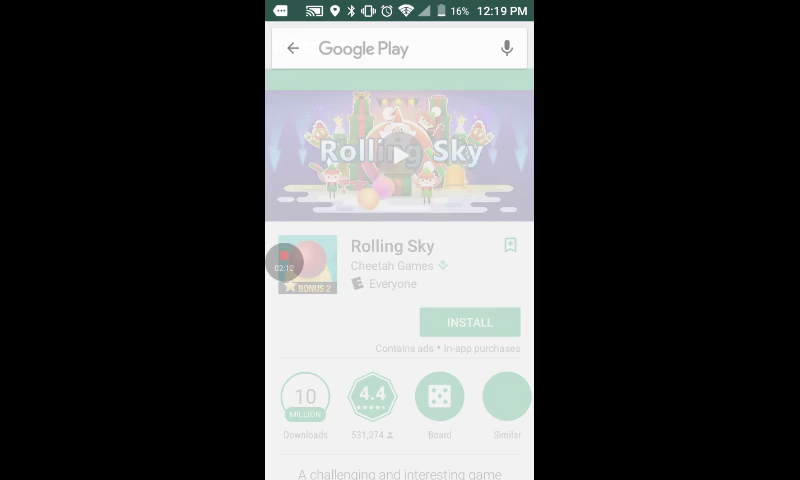 16% 12:19 PM
Google Play
Rolling Sky
Rolling Sky
Cheetah Games
E Everyone
02:10
BONUS 2
INSTALL
Contains ads • In-app purchases
10
MILLION
4.4
Downloads
531,274
Board
Similar
A challenging and interesting game